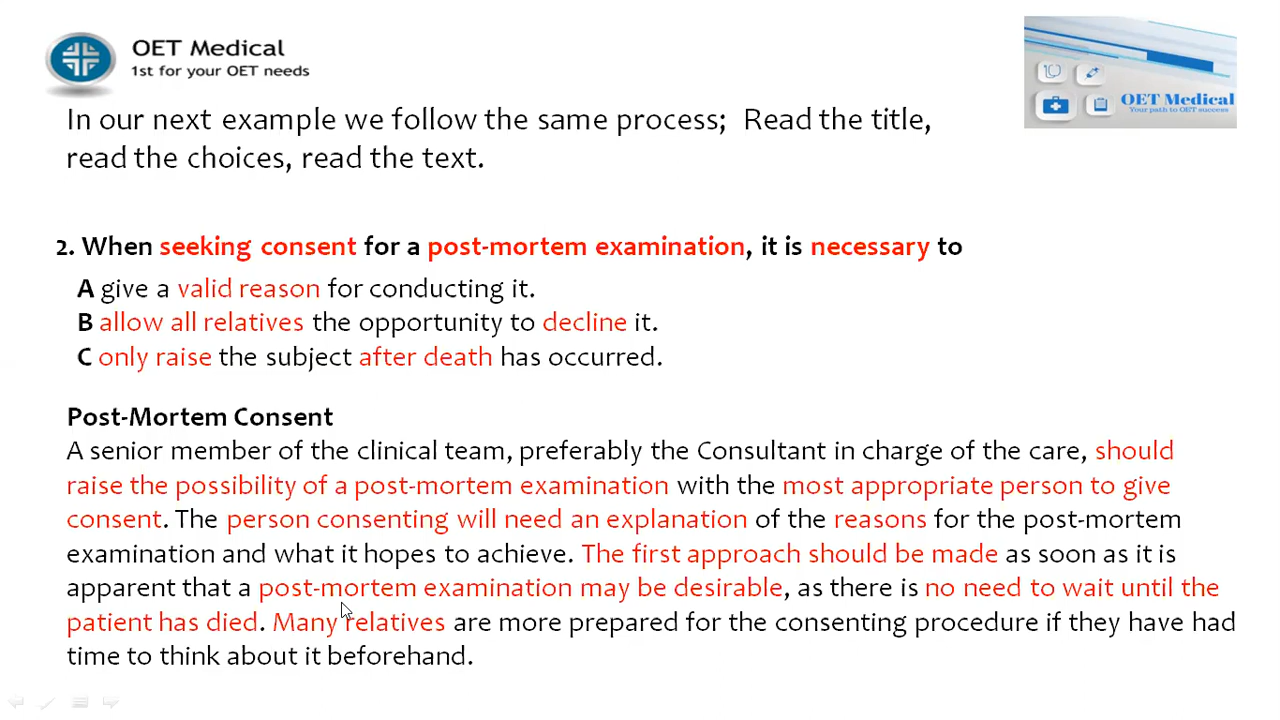 OET Medical
1st for your OET needs
OET Medical
Your path to OET success
In our next example we follow the same process; Read the title,
read the choices, read the text.
2. When seeking consent for a post-mortem examination, it is necessary to
A give a valid reason for conducting it.
B allow all relatives the opportunity to decline it.
C only raise the subject after death has occurred.
Post-Mortem Consent
A senior member of the clinical team, preferably the Consultant in charge of the care, should
raise the possibility of a post-mortem examination with the most appropriate person to give
consent. The person consenting will need an explanation of the reasons for the post-mortem
examination and what it hopes to achieve. The first approach should be made as soon as it is
apparent that a post-mortem examination may be desirable, as there is no need to wait until the
patient has died. Many relatives are more prepared for the consenting procedure if they have had
time to think about it beforehand.